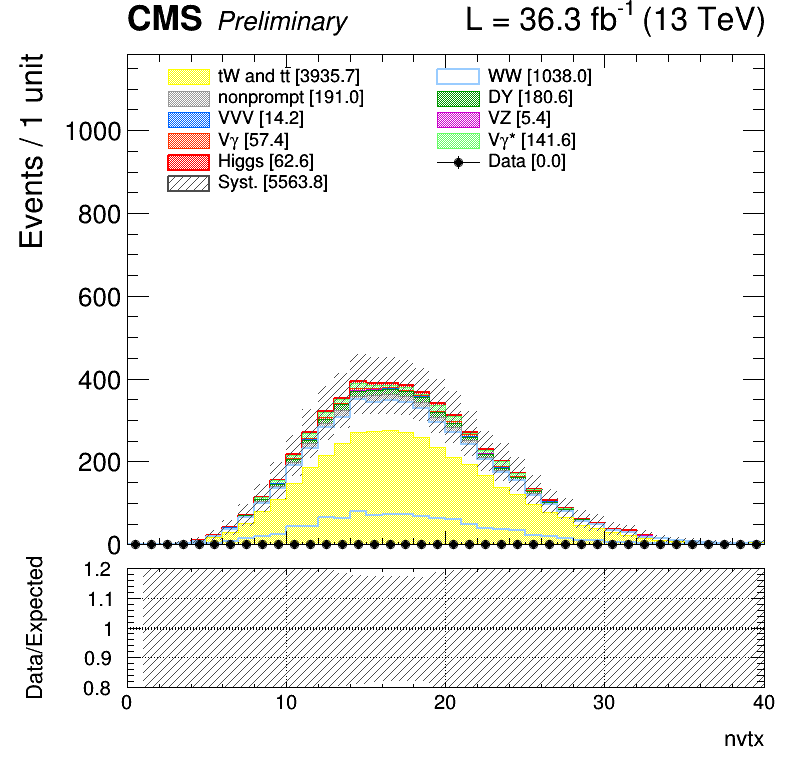 CMS Preliminary L = 36.3 fb⁻¹ (13 TeV)
Events / 1 unit
tW and tt̄ [3935.7]
nonprompt [191.0]
VVV [14.2]
Vγ [57.4]
Higgs [62.6]
Syst. [5563.8]
WW [1038.0]
DY [180.6]
VZ [5.4]
Vγ* [141.6]
Data [0.0]
1000
800
600
400
200
0
Data/Expected
1.2
1.1
1
0.9
0.8
0 10 20 30 40
nvtx